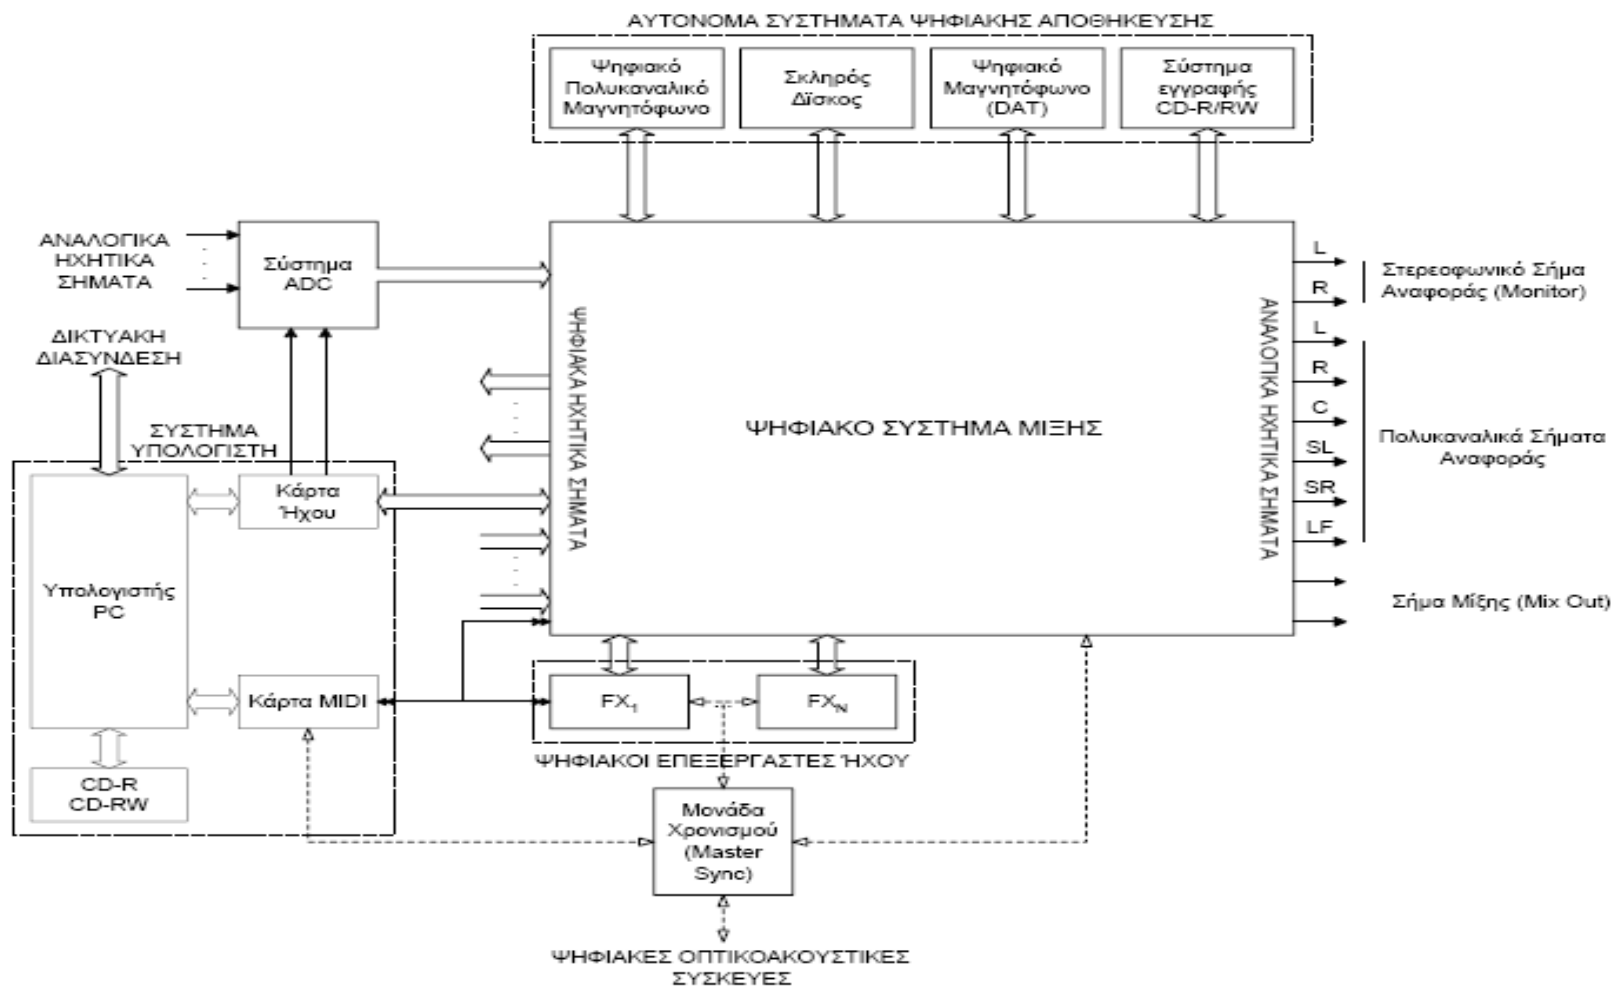 ΑΥΤΟΝΟΜΑ ΣΥΣΤΗΜΑΤΑ ΨΗΦΙΑΚΗΣ ΑΠΟΘΗΚΕΥΣΗΣ
Ψηφιακό
Πολυκαναλικό
Μαγνητόφωνο
Σκληρός
Δϊσκος
Ψηφιακό
Μαγνητόφωνο
(DAT)
Σύστημα
εγγραφής
CD-R/RW
ΑΝΑΛΟΓΙΚΑ
ΗΧΗΤΙΚΑ
ΣΗΜΑΤΑ
Σύστημα
ADC
ΔΙΚΤΥΑΚΗ
ΔΙΑΣΥΝΔΕΣΗ
ΣΥΣΤΗΜΑ
ΥΠΟΛΟΓΙΣΤΗ
Κάρτα
Ήχου
Υπολογιστής
PC
Κάρτα MIDI
CD-R
CD-RW
ΨΗΦΙΑΚΑ ΗΧΗΤΙΚΑ ΣΗΜΑΤΑ
ΨΗΦΙΑΚΟ ΣΥΣΤΗΜΑ ΜΙΞΗΣ
ΑΝΑΛΟΓΙΚΑ ΗΧΗΤΙΚΑ ΣΗΜΑΤΑ
L
R
Στερεοφωνικό Σήμα
Αναφοράς (Monitor)
L
R
C
SL
SR
LF
Πολυκαναλικά Σήματα
Αναφοράς
Σήμα Μίξης (Mix Out)
FX1
FXN
ΨΗΦΙΑΚΟΙ ΕΠΕΞΕΡΓΑΣΤΕΣ ΉΧΟΥ
Μονάδα
Χρονισμού
(Master
Sync)
ΨΗΦΙΑΚΕΣ ΟΠΤΙΚΟΑΚΟΥΣΤΙΚΕΣ
ΣΥΣΚΕΥΕΣ